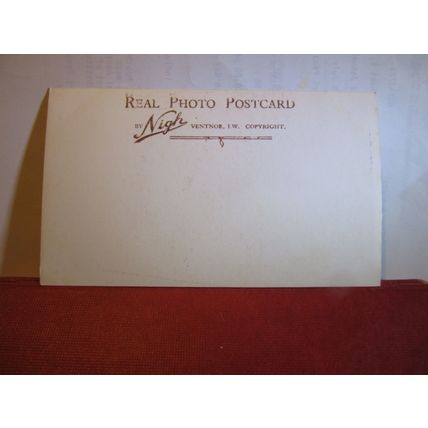 REAL PHOTO POSTCARD
BY Nigh VENTNOR, I.W. COPYRIGHT.